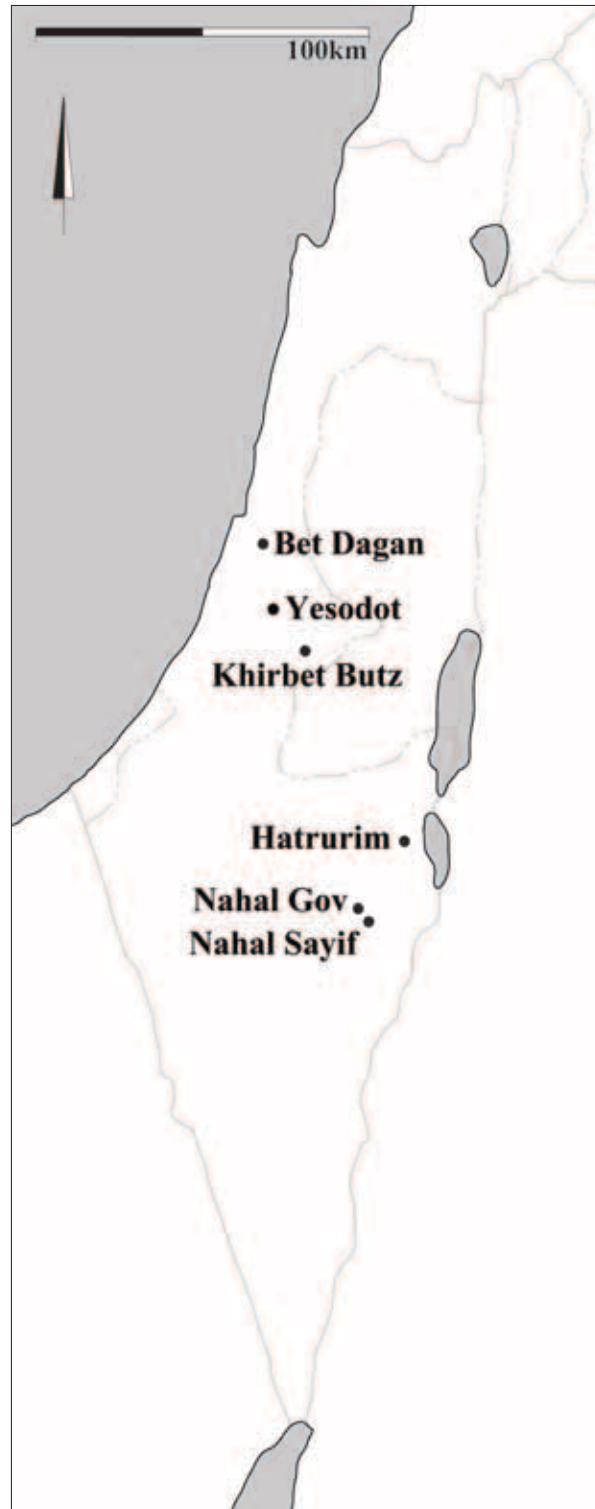 100km
Bet Dagan
Yesodot
Khirbet Butz
Hatrurim
Nahal Gov
Nahal Sayif